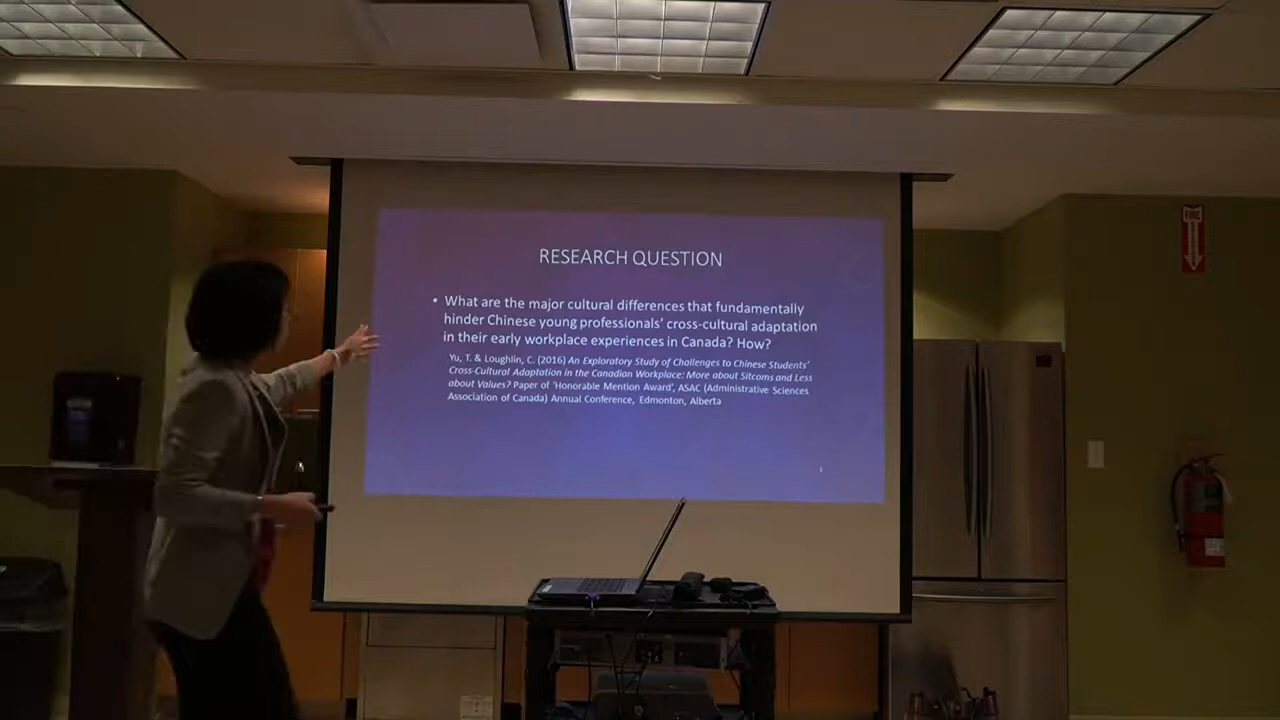 RESEARCH QUESTION
• What are the major cultural differences that fundamentally
hinder Chinese young professionals' cross-cultural adaptation
in their early workplace experiences in Canada? How?
Yu, T. & Loughlin, C. (2016) An Exploratory Study of Challenges to Chinese Students'
Cross-Cultural Adaptation in the Canadian Workplace: More about Sitcoms and Less
about Values? Paper of 'Honorable Mention Award', ASAC (Administrative Sciences
Association of Canada) Annual Conference, Edmonton, Alberta
FIRE